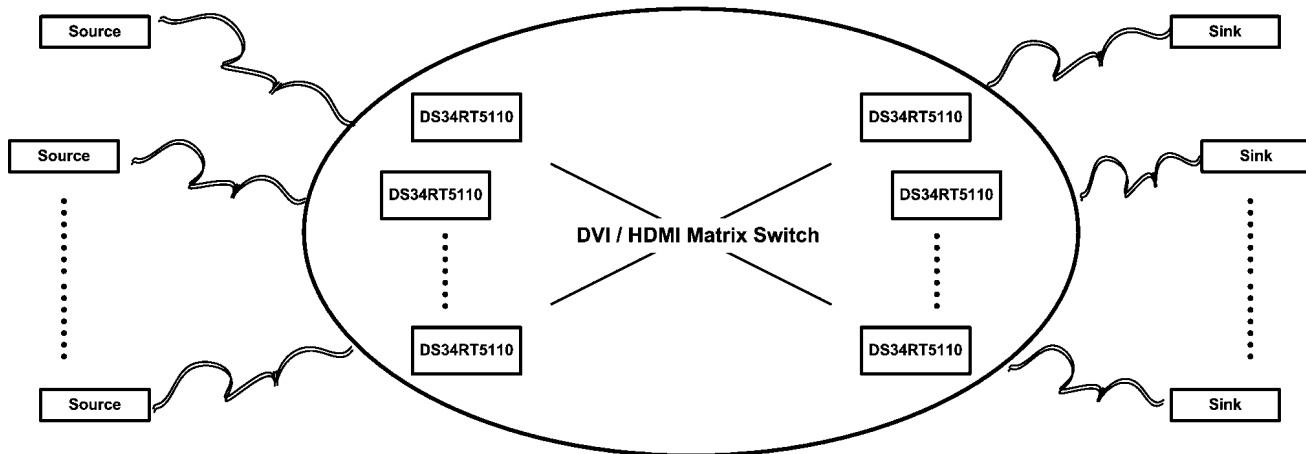 Source
Sink
DS34RT5110
DS34RT5110
Source
Sink
DS34RT5110
DS34RT5110
DVI / HDMI Matrix Switch
DS34RT5110
DS34RT5110
Source
Sink